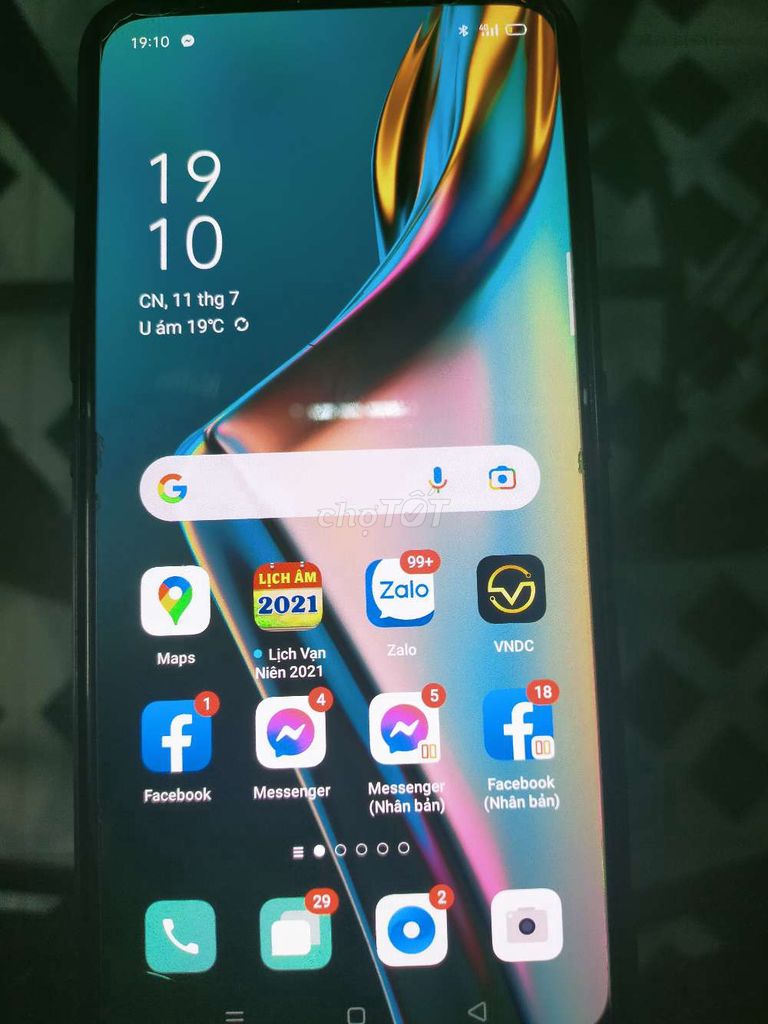 19:10
4G
19
10
CN, 11 thg 7
U ám 19°C
G
chợTỐT
LỊCH ÂM
2021
99+
Zalo
Maps
Lịch Vạn
Niên 2021
Zalo
VNDC
1
4
5
18
Facebook
Messenger
Messenger
(Nhân bản)
Facebook
(Nhân bản)
29
2